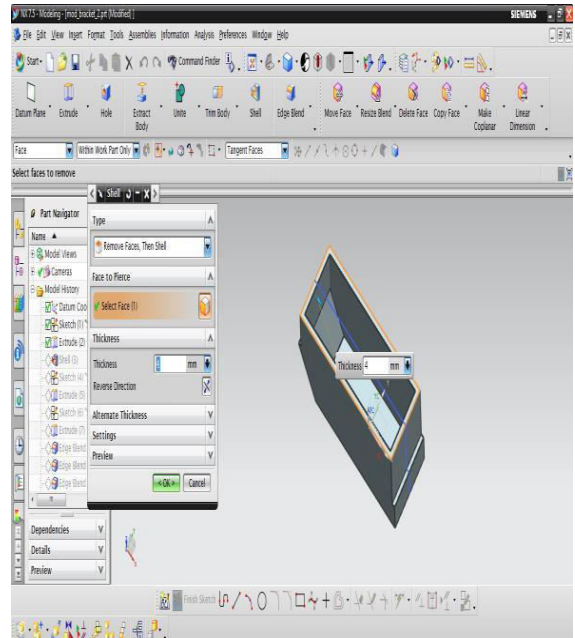 NX 7.5 - Modeling - [mod_bracket_2.prt (Modified)] SIEMENS
File Edit View Insert Format Tools Assemblies Information Analysis Preferences Window Help
Start Command Finder
Datum Plane Extrude Hole Extract Body Unite Trim Body Shell Edge Blend Move Face Resize Blend Delete Face Copy Face Make Coplanar Linear Dimension
Face Within Work Part Only Tangent Faces
Select faces to remove
Shell
Part Navigator
Name
Model Views
Cameras
Model History
Datum Coo
Sketch (1)
Extrude (2)
Shell (3)
Sketch (4)
Extrude (5)
Sketch (6)
Extrude (7)
Edge Blend
Edge Blend
Edge Blend
Dependencies
Details
Preview
Type
Remove Faces, Then Shell
Face to Pierce
Select Face (1)
Thickness
Thickness 4 mm
Reverse Direction
Alternate Thickness
Settings
Preview
<OK> Cancel
Thickness 4 mm
Finish Sketch